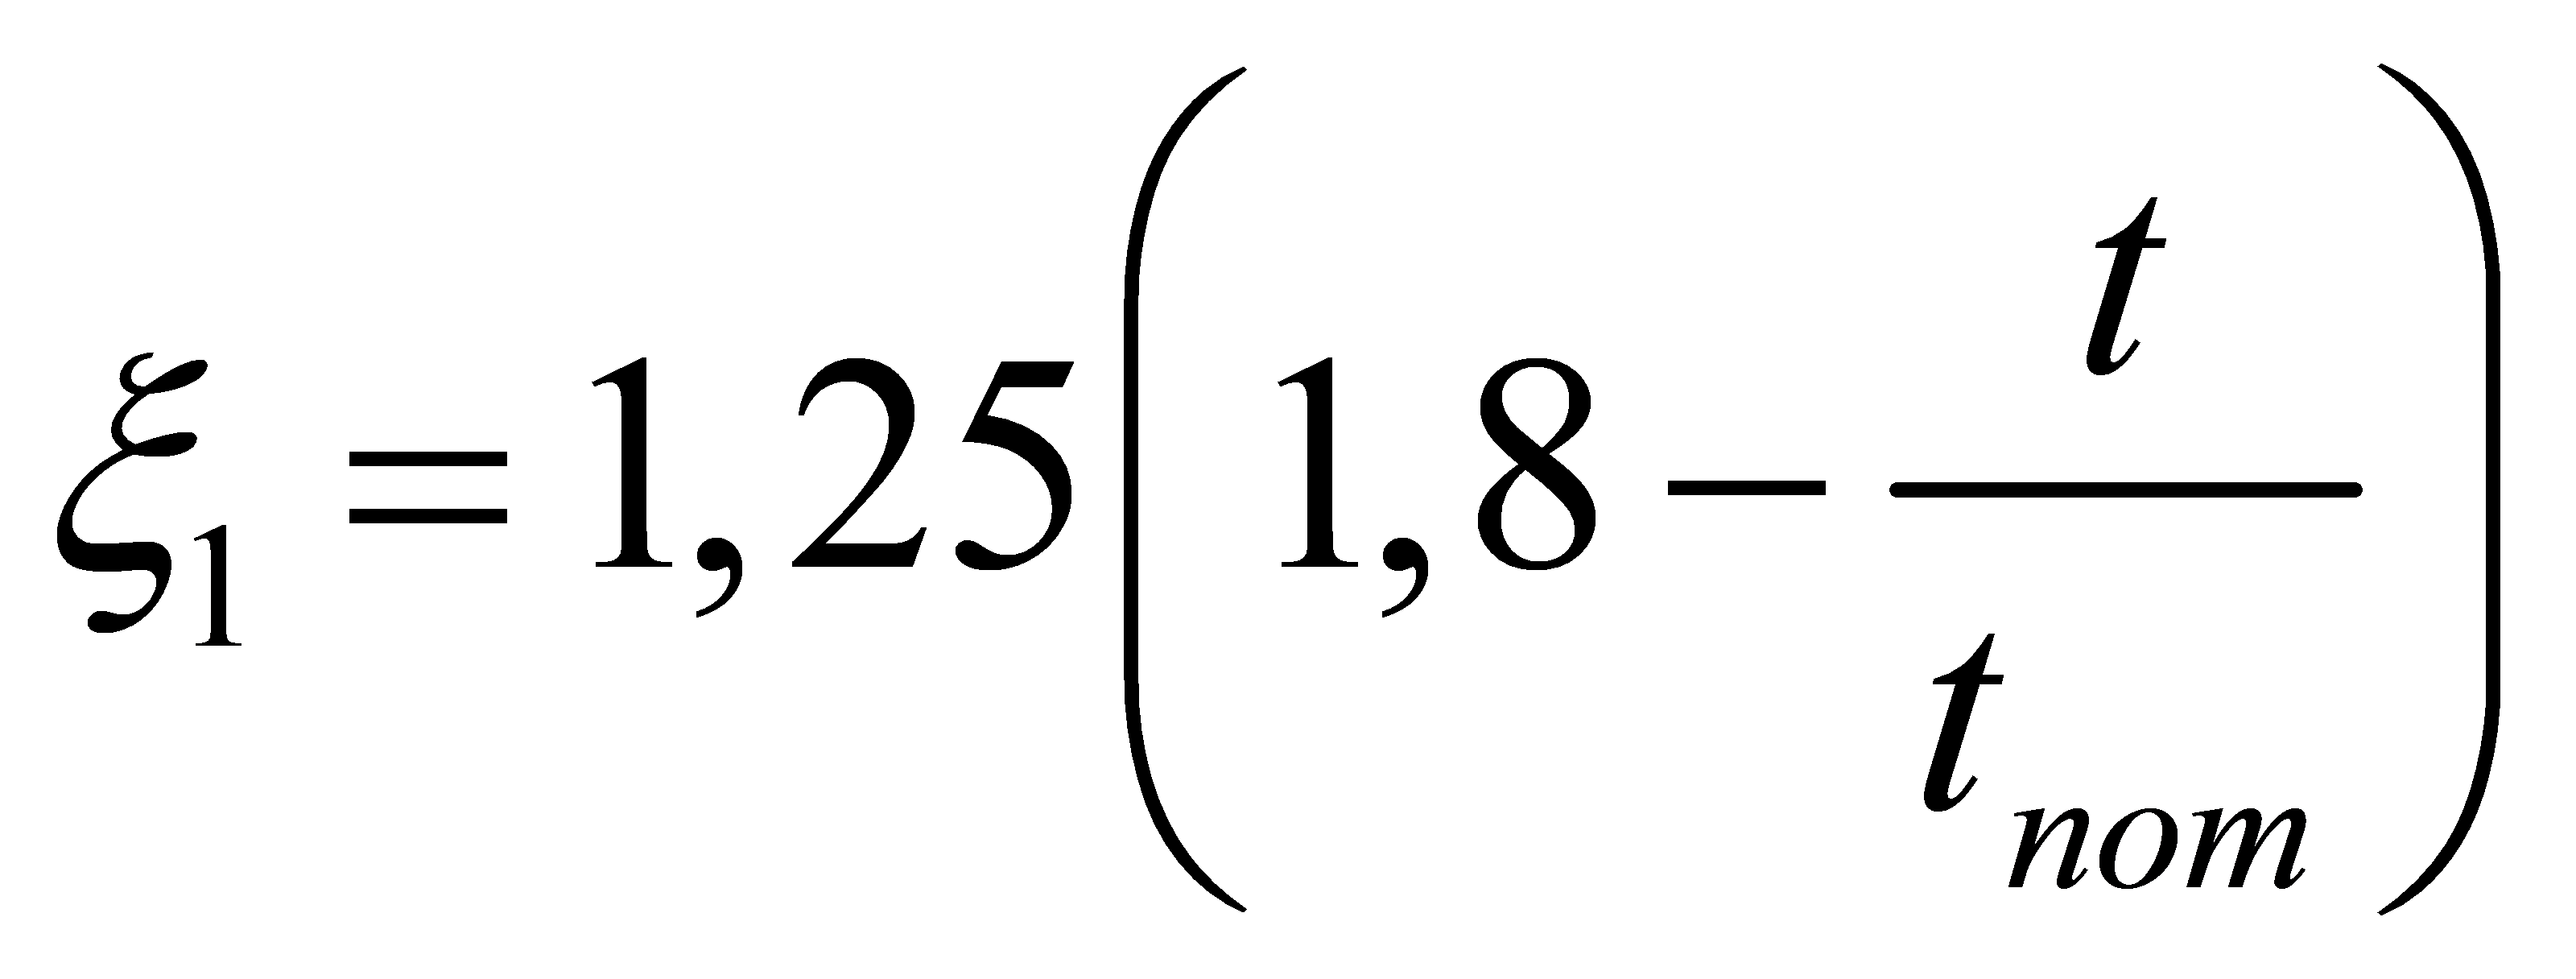 ξ₁ = 1,25(1,8 − t/t_nom)